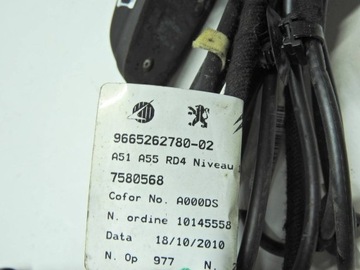 9665262780-02
A51 A55 RD4 Niveau
7580568
Cofor No. A000DS
N. ordine 10145558
Data 18/10/2010
N. Op 977 N.